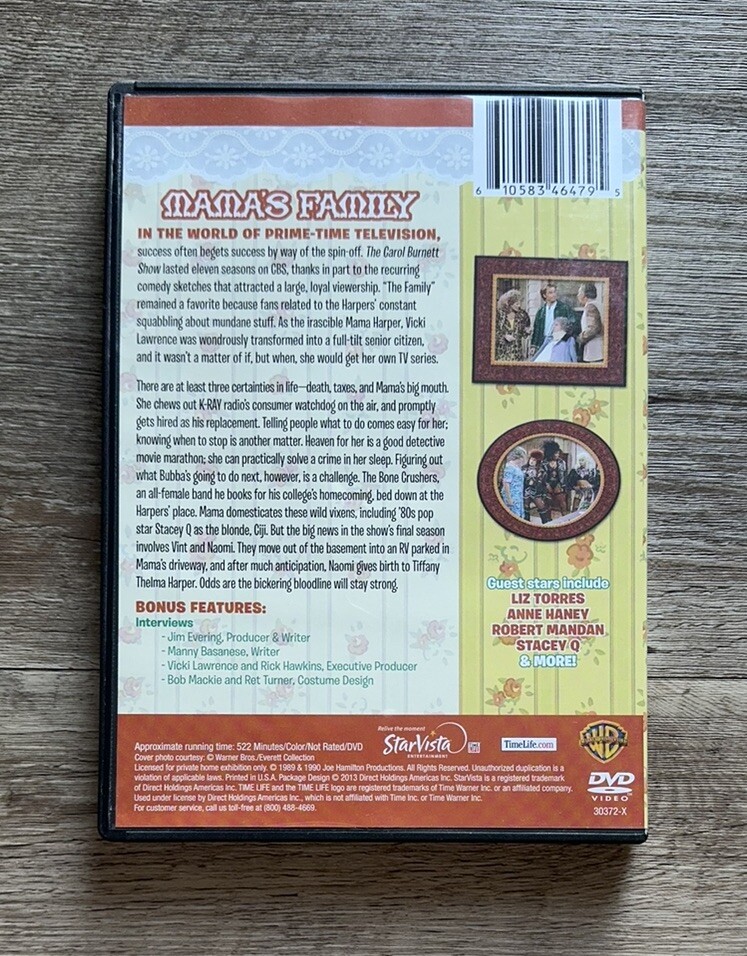 6 10583 46479 5
MAMA'S FAMILY
IN THE WORLD OF PRIME-TIME TELEVISION,
success often begets success by way of the spin-off. The Carol Burnett
Show lasted eleven seasons on CBS, thanks in part to the recurring
comedy sketches that attracted a large, loyal viewership. "The Family"
remained a favorite because fans related to the Harpers' constant
squabbling about mundane stuff. As the irascible Mama Harper, Vicki
Lawrence was wondrously transformed into a full-tilt senior citizen,
and it wasn't a matter of if, but when, she would get her own TV series.
There are at least three certainties in life—death, taxes, and Mama's big mouth.
She chews out K-RAY radio's consumer watchdog on the air, and promptly
gets hired as his replacement. Telling people what to do comes easy for her;
knowing when to stop is another matter. Heaven for her is a good detective
movie marathon; she can practically solve a crime in her sleep. Figuring out
what Bubba's going to do next, however, is a challenge. The Bone Crushers,
an all-female band he books for his college's homecoming, bed down at the
Harpers' place. Mama domesticates these wild vixens, including '80s pop
star Stacey Q as the blonde, Ciji. But the big news in the show's final season
involves Vint and Naomi. They move out of the basement into an RV parked in
Mama's driveway, and after much anticipation, Naomi gives birth to Tiffany
Thelma Harper. Odds are the bickering bloodline will stay strong.
BONUS FEATURES:
Interviews
- Jim Evering, Producer & Writer
- Manny Basanese, Writer
- Vicki Lawrence and Rick Hawkins, Executive Producer
- Bob Mackie and Ret Turner, Costume Design
Guest stars include
LIZ TORRES
ANNE HANEY
ROBERT MANDAN
STACEY Q
& MORE!
Approximate running time: 522 Minutes/Color/Not Rated/DVD
Cover photo courtesy: © Warner Bros./Everett Collection
Licensed for private home exhibition only. © 1989 & 1990 Joe Hamilton Productions. All Rights Reserved. Unauthorized duplication is a
violation of applicable laws. Printed in U.S.A. Package Design © 2013 Direct Holdings Americas Inc. StarVista is a registered trademark
of Direct Holdings Americas Inc. TIME LIFE and the TIME LIFE logo are registered trademarks of Time Warner Inc. or an affiliated company.
Used under license by Direct Holdings Americas Inc., which is not affiliated with Time Inc. or Time Warner Inc.
For customer service, call us toll-free at (800) 488-4669.
Relive the moment
StarVista
ENTERTAINMENT
TimeLife.com
WB
DVD
VIDEO
30372-X